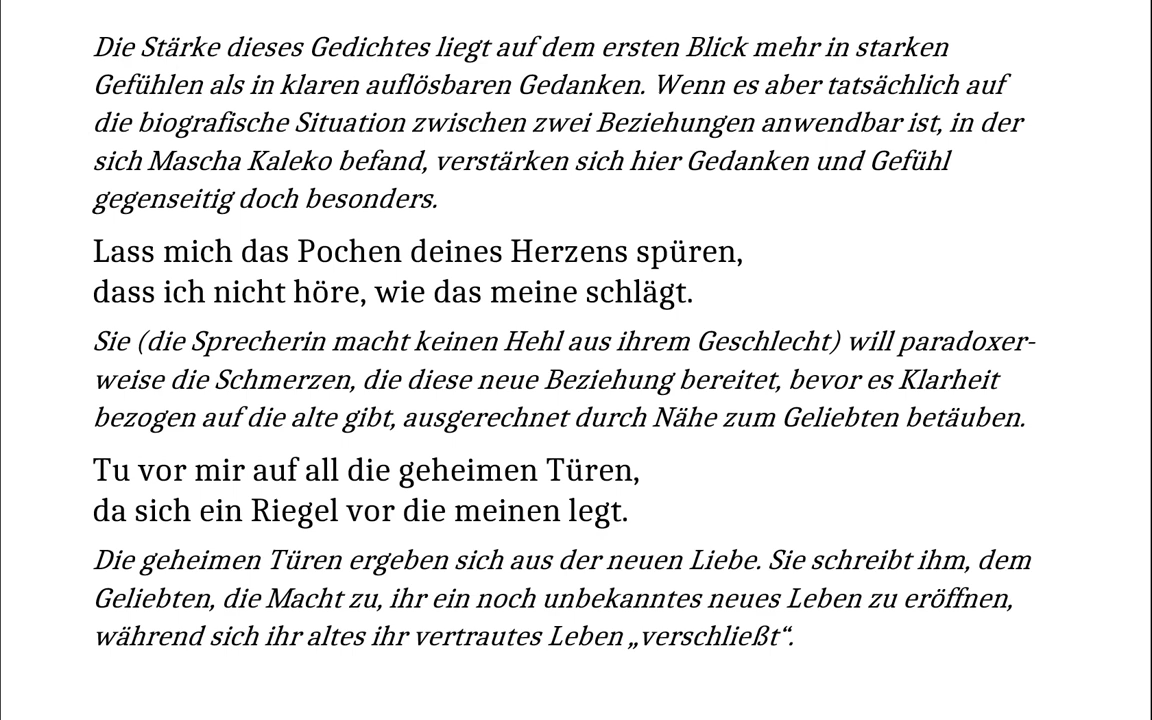 Die Stärke dieses Gedichtes liegt auf dem ersten Blick mehr in starken
Gefühlen als in klaren auflösbaren Gedanken. Wenn es aber tatsächlich auf
die biografische Situation zwischen zwei Beziehungen anwendbar ist, in der
sich Mascha Kaleko befand, verstärken sich hier Gedanken und Gefühl
gegenseitig doch besonders.
Lass mich das Pochen deines Herzens spüren,
dass ich nicht höre, wie das meine schlägt.
Sie (die Sprecherin macht keinen Hehl aus ihrem Geschlecht) will paradoxer-
weise die Schmerzen, die diese neue Beziehung bereitet, bevor es Klarheit
bezogen auf die alte gibt, ausgerechnet durch Nähe zum Geliebten betäuben.
Tu vor mir auf all die geheimen Türen,
da sich ein Riegel vor die meinen legt.
Die geheimen Türen ergeben sich aus der neuen Liebe. Sie schreibt ihm, dem
Geliebten, die Macht zu, ihr ein noch unbekanntes neues Leben zu eröffnen,
während sich ihr altes ihr vertrautes Leben „verschließt“.